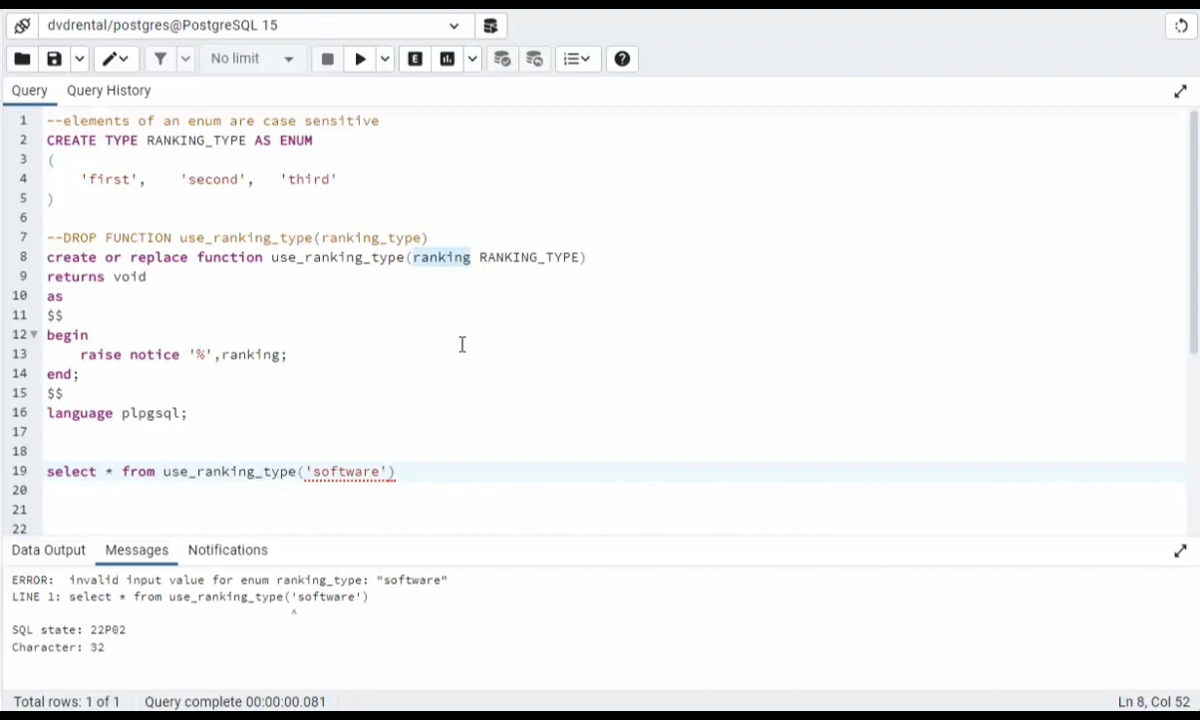 dvdrental/postgres@PostgreSQL 15
No limit
Query Query History
1 --elements of an enum are case sensitive
2 CREATE TYPE RANKING_TYPE AS ENUM
3 (
4 'first', 'second', 'third'
5 )
6
7 --DROP FUNCTION use_ranking_type(ranking_type)
8 create or replace function use_ranking_type(ranking RANKING_TYPE)
9 returns void
10 as
11 $$
12 begin
13 raise notice '%',ranking;
14 end;
15 $$
16 language plpgsql;
17
18
19 select * from use_ranking_type('software')
20
21
22
Data Output Messages Notifications
ERROR: invalid input value for enum ranking_type: "software"
LINE 1: select * from use_ranking_type('software')
^
SQL state: 22P02
Character: 32
Total rows: 1 of 1 Query complete 00:00:00.081 Ln 8, Col 52